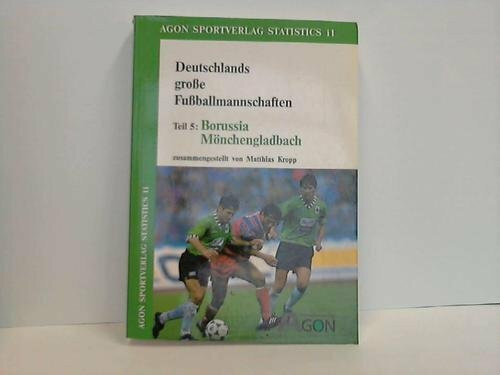 AGON SPORTVERLAG STATISTICS 11
Deutschlands
große
Fußballmannschaften
Teil 5: Borussia
Mönchengladbach
zusammengestellt von Matthias Kropp
AGON SPORTVERLAG STATISTICS 11
AGON